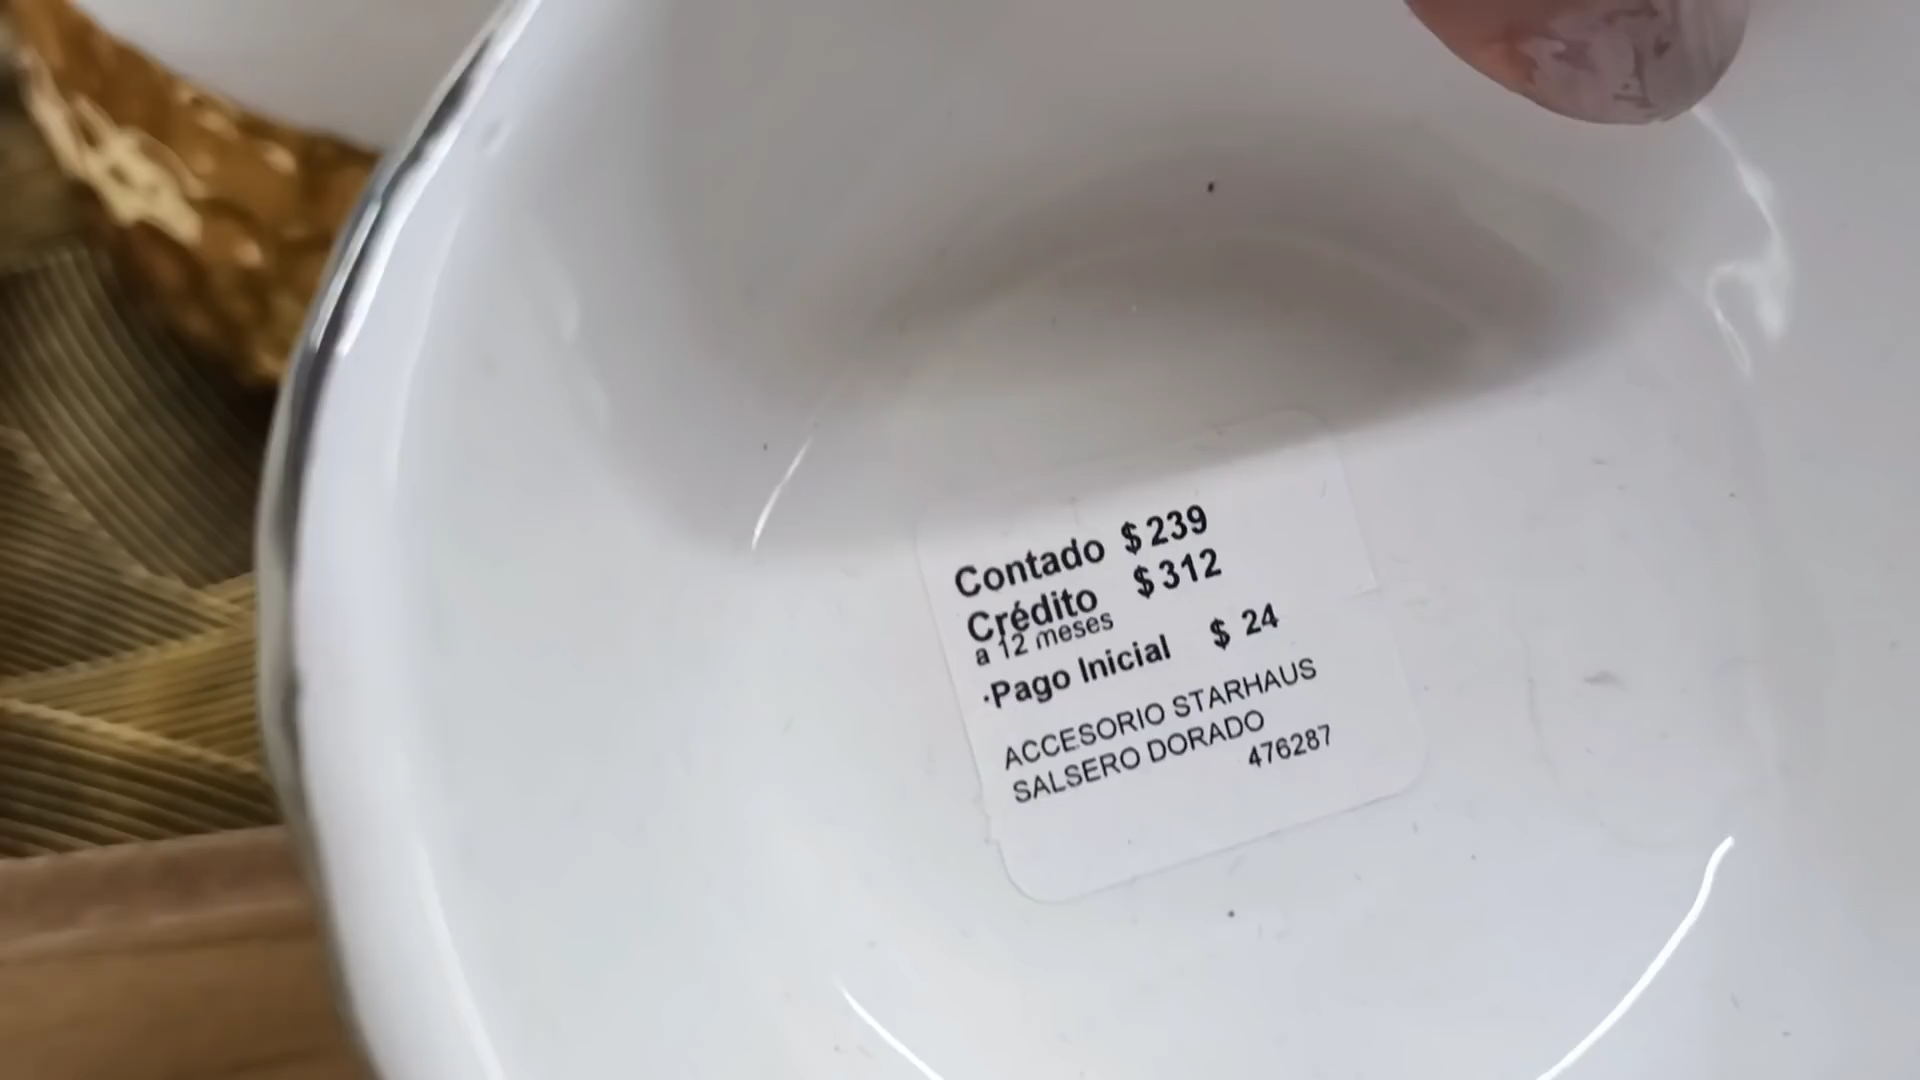 Contado $239
Crédito $312
a 12 meses
·Pago Inicial $ 24
ACCESORIO STARHAUS
SALSERO DORADO
476287